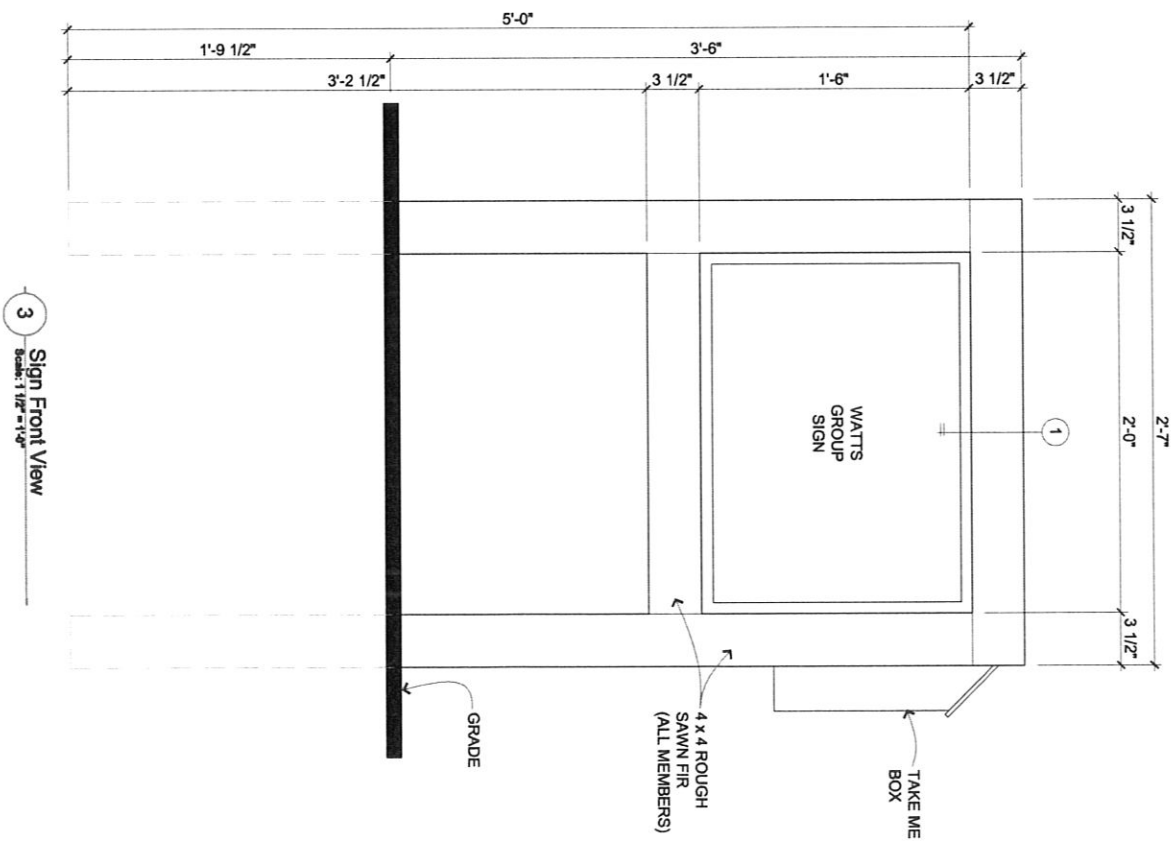 5'-0"
1'-9 1/2"
3'-6"
3'-2 1/2"
3 1/2"
1'-6"
3 1/2"
2'-7"
3 1/2"
2'-0"
3 1/2"
1
WATTS
GROUP
SIGN
TAKE ME
BOX
4 x 4 ROUGH
SAWN FIR
(ALL MEMBERS)
GRADE
3
Sign Front View
Scale: 1 1/2" = 1'-0"